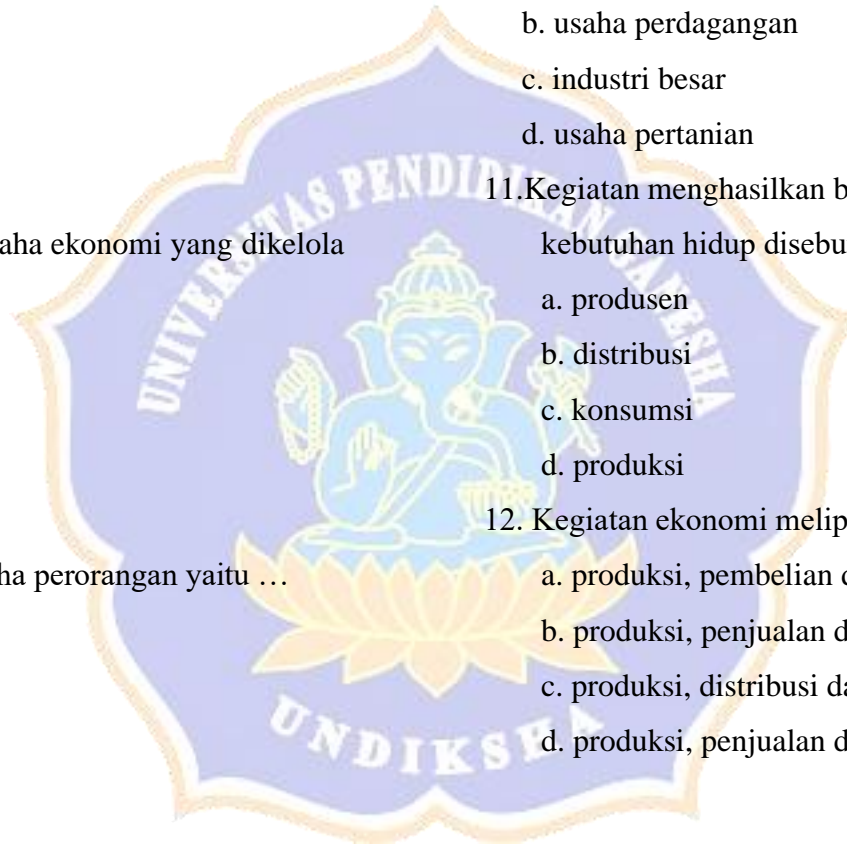 aha ekonomi yang dikelola
ha perorangan yaitu …
b. usaha perdagangan
c. industri besar
d. usaha pertanian
11.Kegiatan menghasilkan b
kebutuhan hidup disebu
a. produsen
b. distribusi
c. konsumsi
d. produksi
12. Kegiatan ekonomi melip
a. produksi, pembelian d
b. produksi, penjualan d
c. produksi, distribusi da
d. produksi, penjualan d
UNIVERSITAS PENDIDIKAN GANESHA
UNDIKSHA